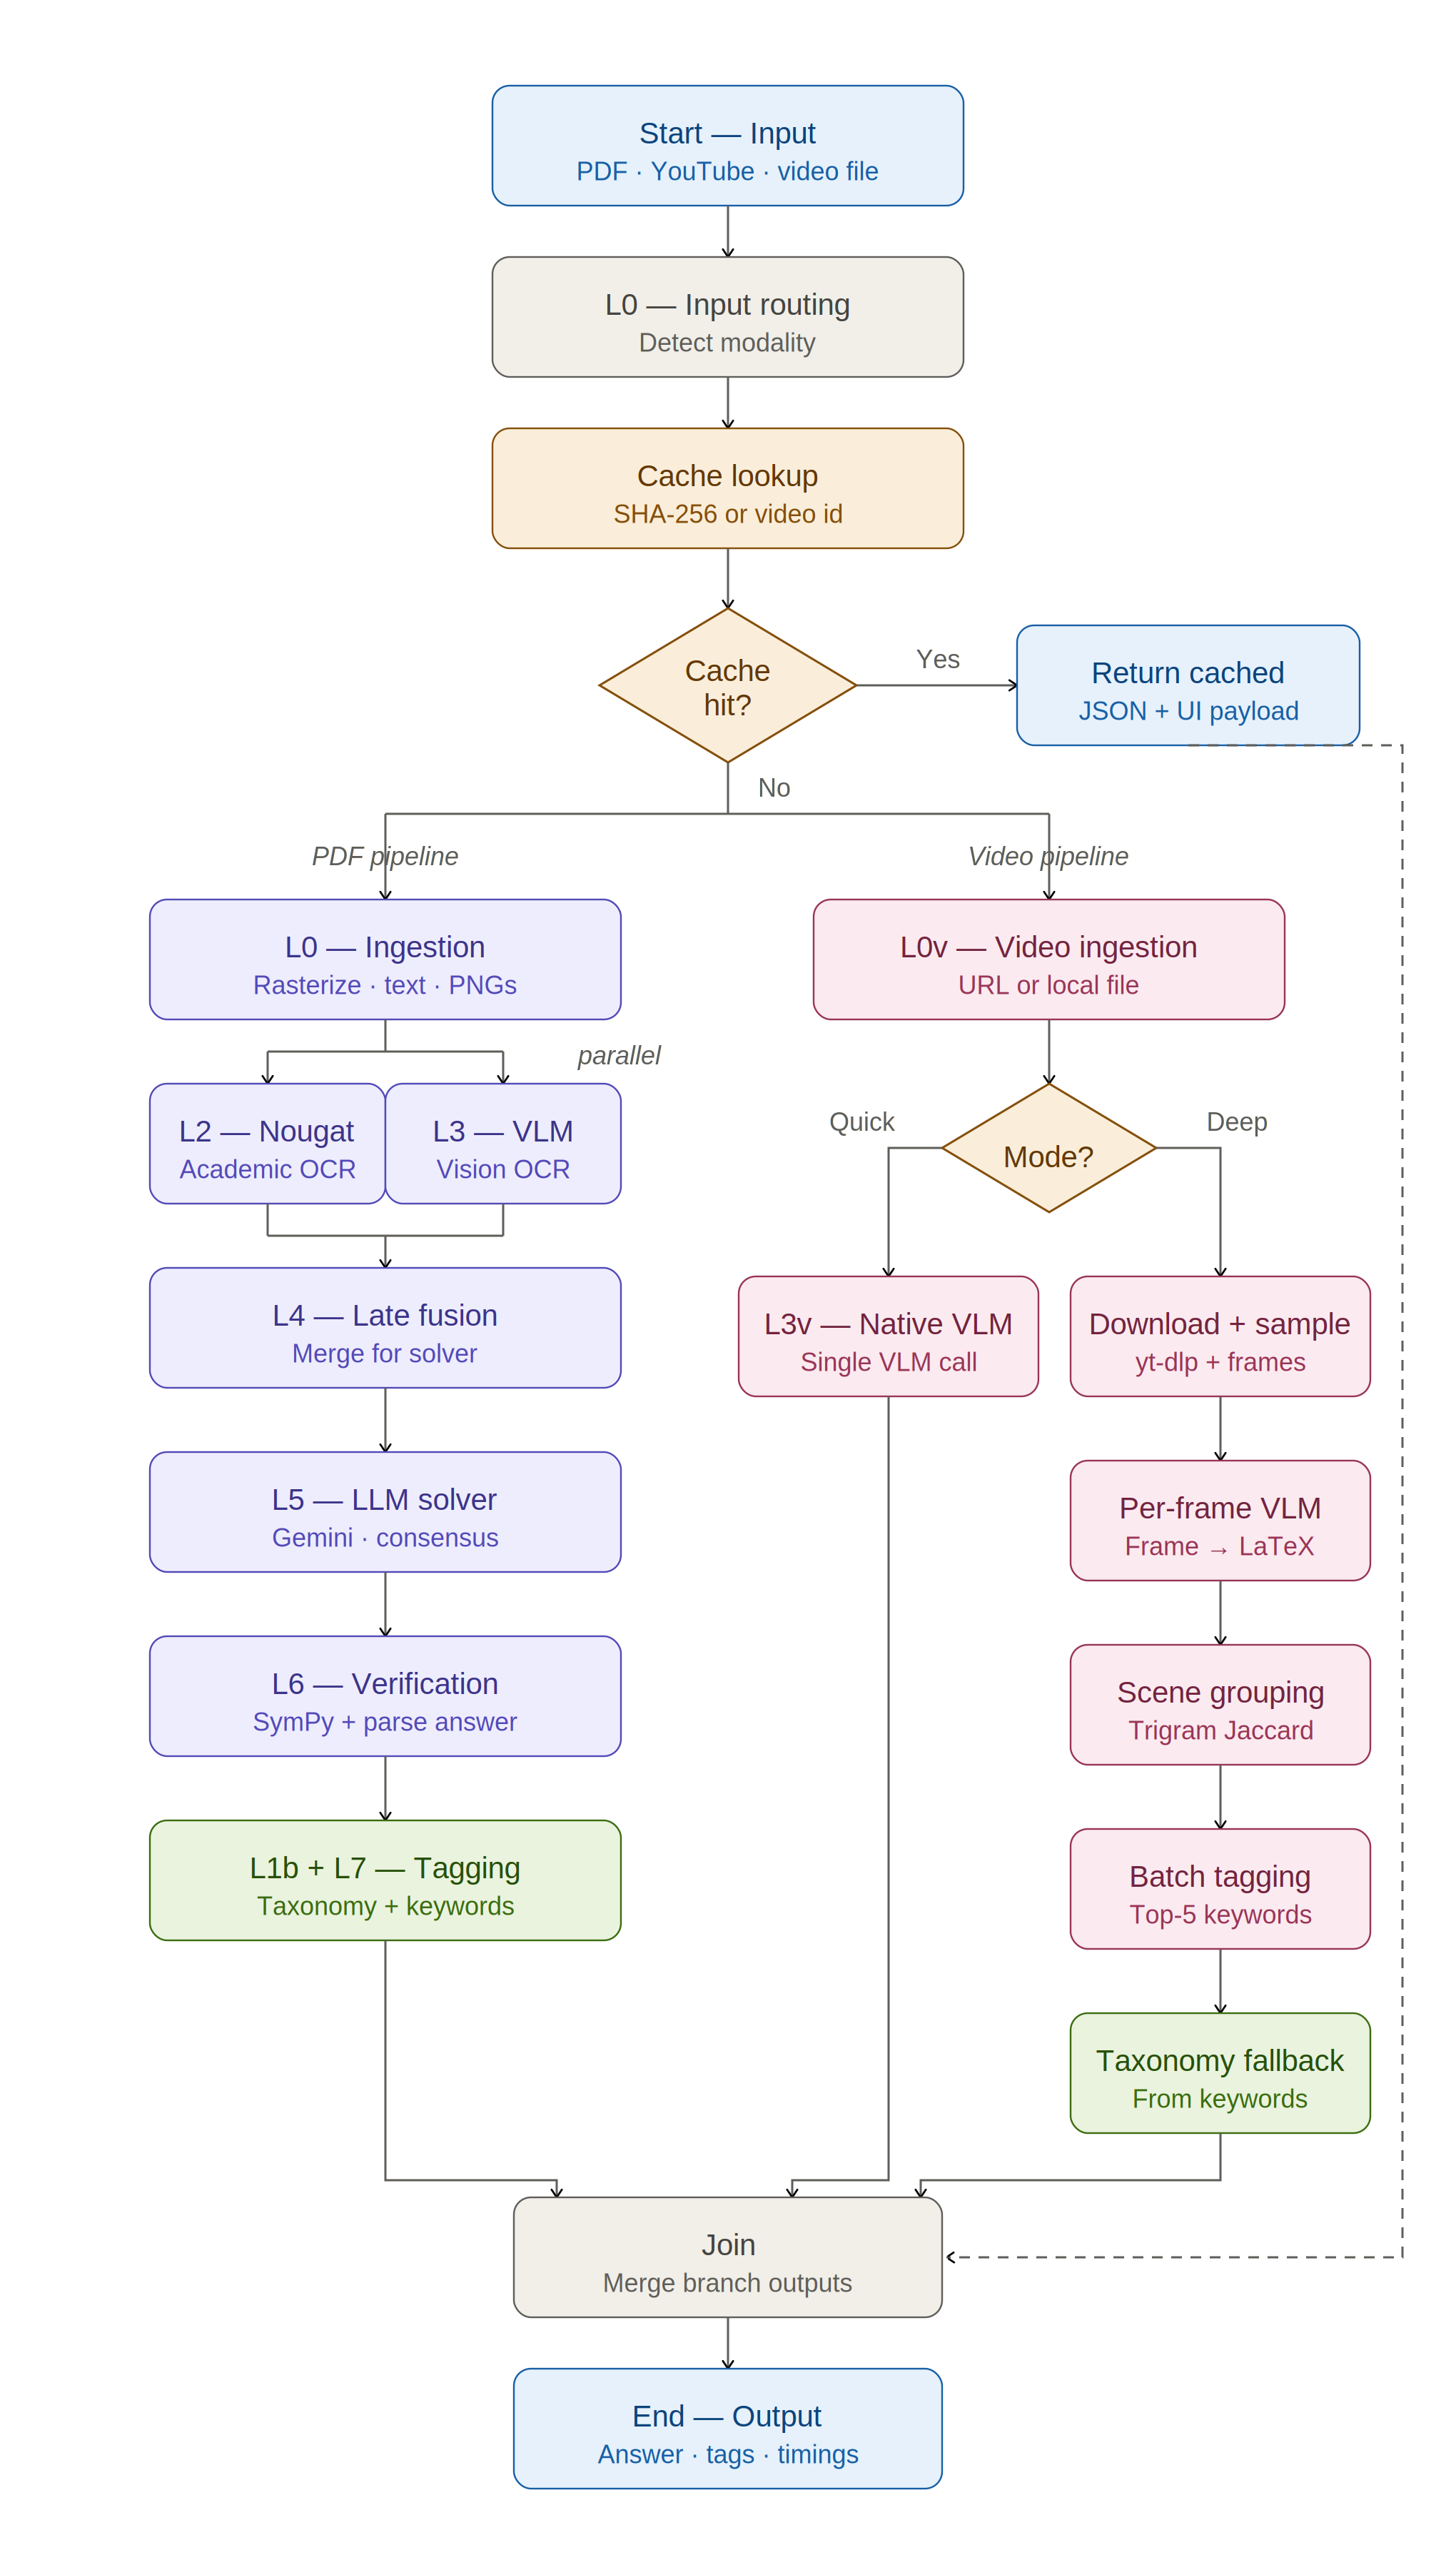 Start — Input
PDF · YouTube · video file
L0 — Input routing
Detect modality
Cache lookup
SHA-256 or video id
Cache
hit?
Yes
Return cached
JSON + UI payload
No
PDF pipeline
Video pipeline
L0 — Ingestion
Rasterize · text · PNGs
L0v — Video ingestion
URL or local file
parallel
L2 — Nougat
Academic OCR
L3 — VLM
Vision OCR
Quick
Mode?
Deep
L4 — Late fusion
Merge for solver
L3v — Native VLM
Single VLM call
Download + sample
yt-dlp + frames
L5 — LLM solver
Gemini · consensus
Per-frame VLM
Frame → LaTeX
L6 — Verification
SymPy + parse answer
Scene grouping
Trigram Jaccard
L1b + L7 — Tagging
Taxonomy + keywords
Batch tagging
Top-5 keywords
Taxonomy fallback
From keywords
Join
Merge branch outputs
End — Output
Answer · tags · timings